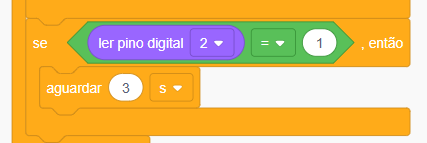 se ler pino digital 2 = 1 , então
aguardar 3 s